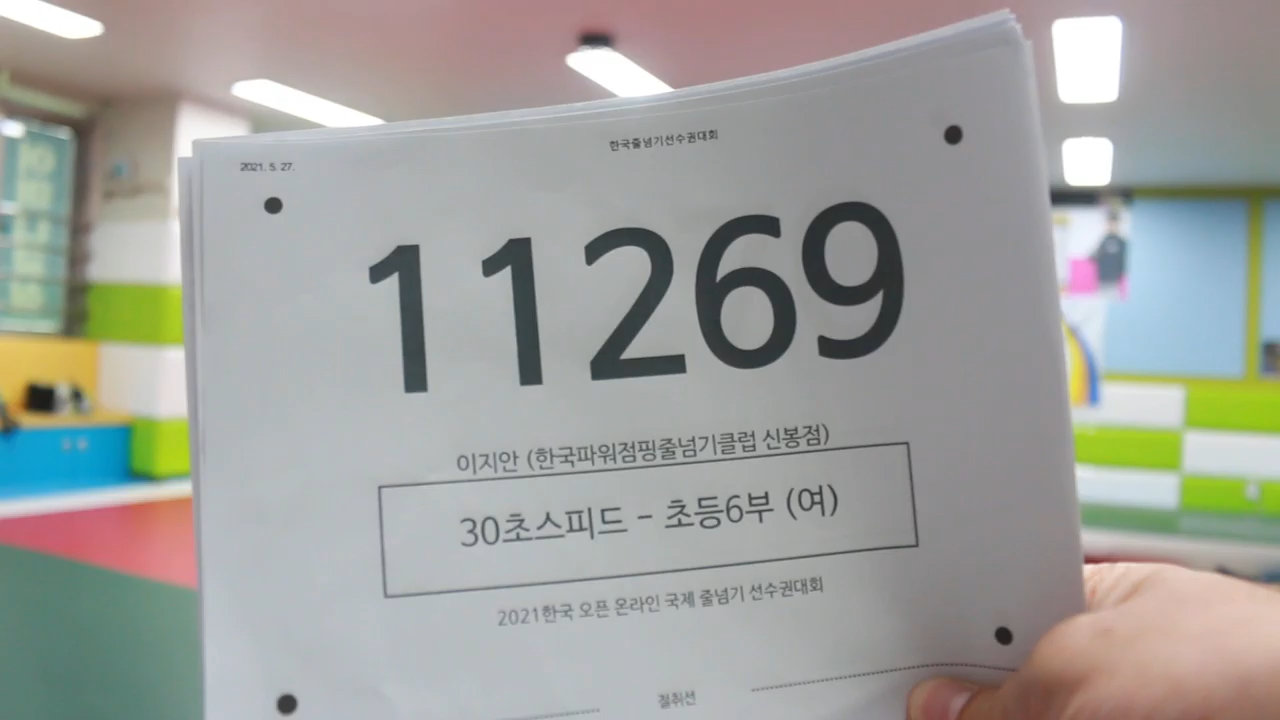 한국줄넘기선수권대회
2021. 5. 27.
11269
이지안 (한국파워점핑줄넘기클럽 신봉점)
30초스피드 - 초등6부 (여)
2021한국 오픈 온라인 국제 줄넘기 선수권대회
절취선